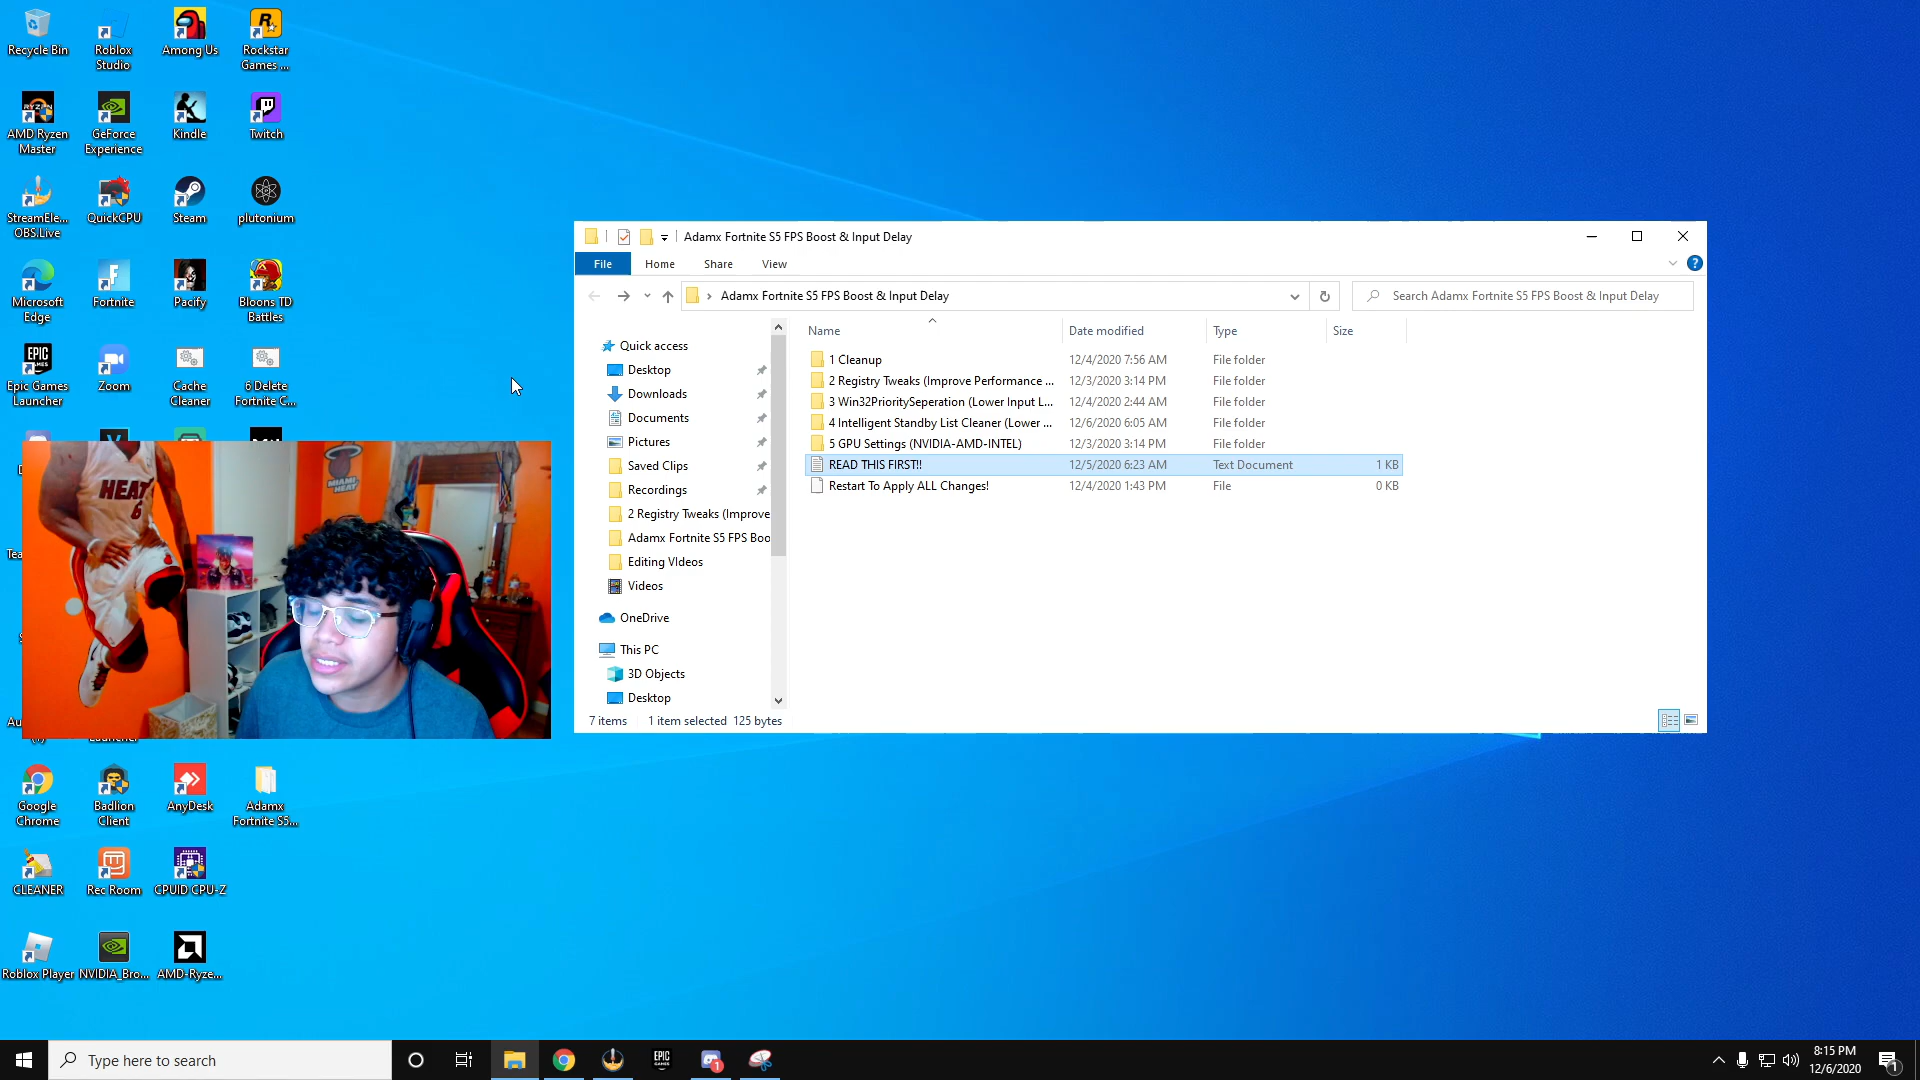 Recycle Bin
Roblox
Studio
Among Us
Rockstar
Games ...
AMD Ryzen
Master
GeForce
Experience
Kindle
Twitch
StreamEle...
OBS.Live
QuickCPU
Steam
plutonium
Microsoft
Edge
Fortnite
Pacify
Bloons TD
Battles
Epic Games
Launcher
Zoom
Cache
Cleaner
6 Delete
Fortnite C...
HEAT
6
MIAMI
HEAT
Google
Chrome
Badlion
Client
AnyDesk
Adamx
Fortnite S5...
CLEANER
Rec Room
CPUID CPU-Z
Roblox Player
NVIDIA_Bro...
AMD-Ryze...
Adamx Fortnite S5 FPS Boost & Input Delay
File
Home
Share
View
Adamx Fortnite S5 FPS Boost & Input Delay
Search Adamx Fortnite S5 FPS Boost & Input Delay
Quick access
Desktop
Downloads
Documents
Pictures
Saved Clips
Recordings
2 Registry Tweaks (Improve
Adamx Fortnite S5 FPS Boo
Editing VIdeos
Videos
OneDrive
This PC
3D Objects
Desktop
Name Date modified Type Size
1 Cleanup 12/4/2020 7:56 AM File folder
2 Registry Tweaks (Improve Performance ... 12/3/2020 3:14 PM File folder
3 Win32PrioritySeperation (Lower Input L... 12/4/2020 2:44 AM File folder
4 Intelligent Standby List Cleaner (Lower ... 12/6/2020 6:05 AM File folder
5 GPU Settings (NVIDIA-AMD-INTEL) 12/3/2020 3:14 PM File folder
READ THIS FIRST!! 12/5/2020 6:23 AM Text Document 1 KB
Restart To Apply ALL Changes! 12/4/2020 1:43 PM File 0 KB
7 items 1 item selected 125 bytes
Type here to search
EPIC
GAMES
1
8:15 PM
12/6/2020
1